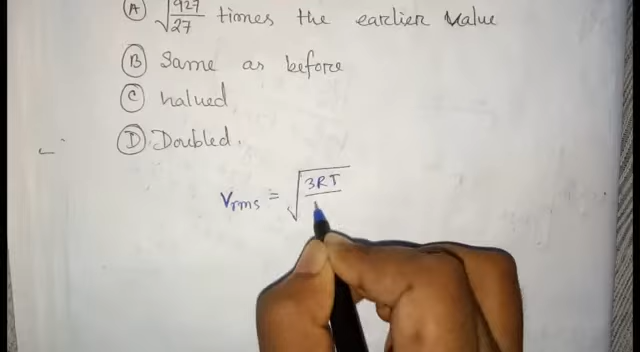 (A) √927/27 times the earlier value
(B) Same as before
(C) halved
(D) Doubled.
Vrms = √3RT